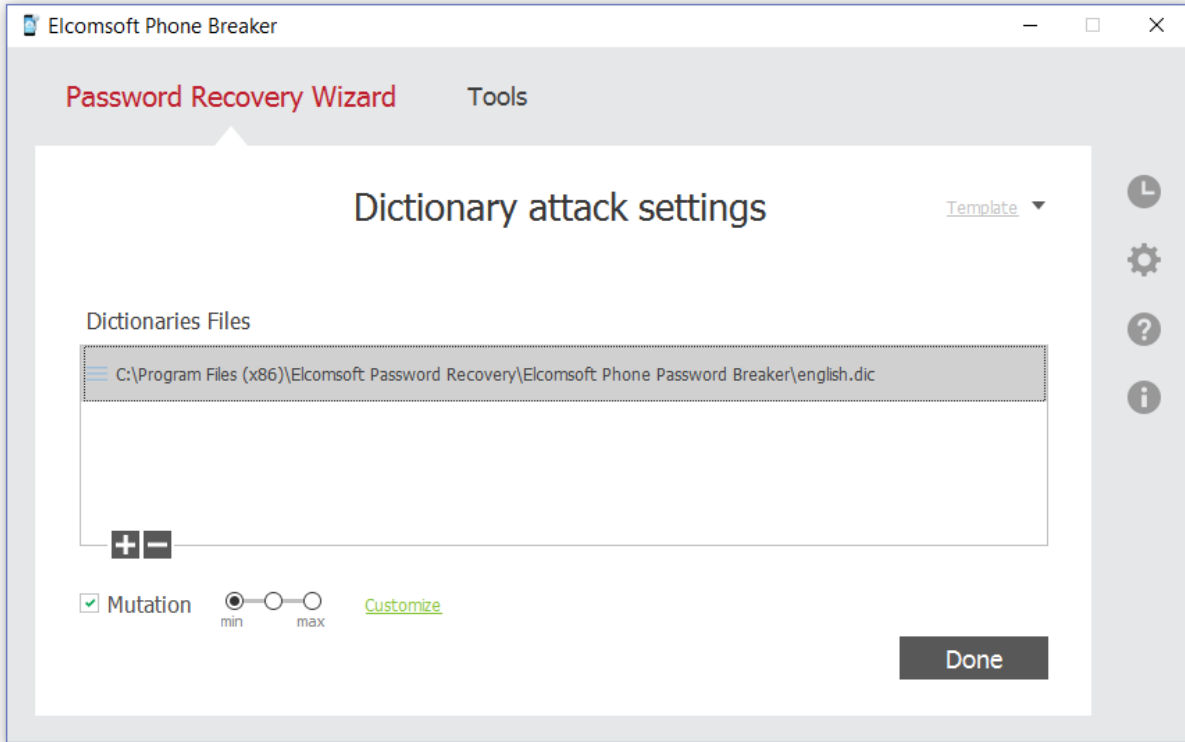 Elcomsoft Phone Breaker
Password Recovery Wizard Tools
Dictionary attack settings
Template
Dictionaries Files
C:\Program Files (x86)\Elcomsoft Password Recovery\Elcomsoft Phone Password Breaker\english.dic
Mutation
min max
Customize
Done